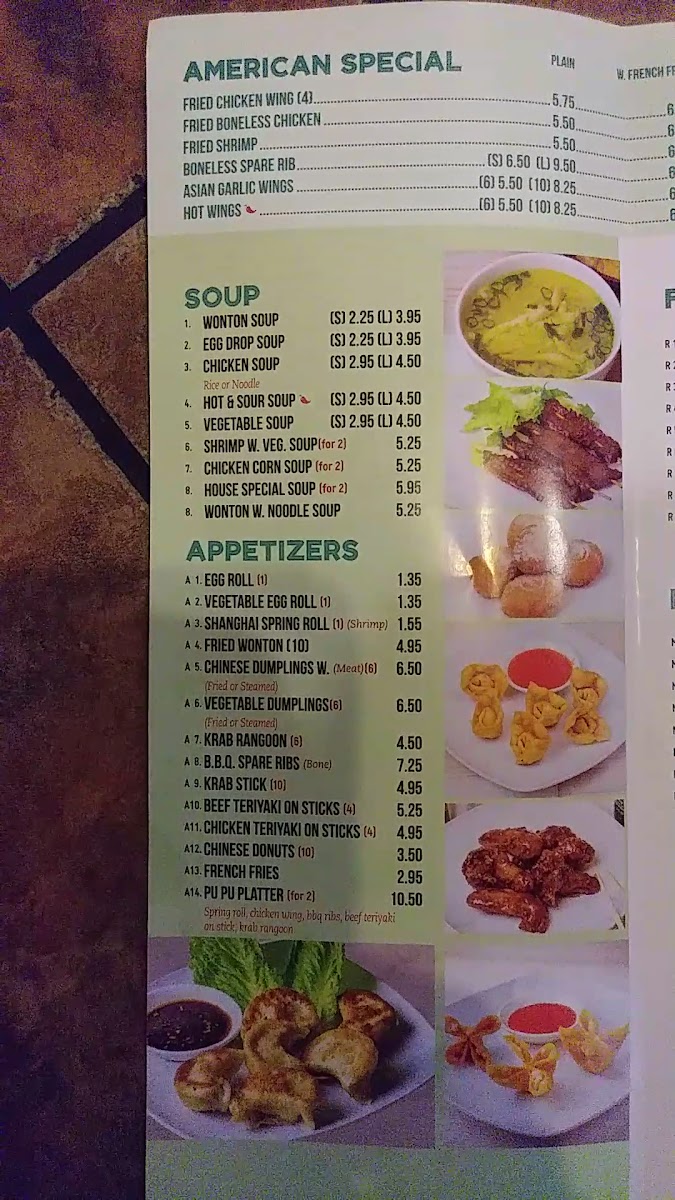 AMERICAN SPECIAL PLAIN W. FRENCH FR
FRIED CHICKEN WING (4) 5.75 6
FRIED BONELESS CHICKEN 5.50 6
FRIED SHRIMP 5.50 6
BONELESS SPARE RIB (S) 6.50 (L) 9.50 6
ASIAN GARLIC WINGS (6) 5.50 (10) 8.25 6
HOT WINGS (6) 5.50 (10) 8.25 6
SOUP
1. WONTON SOUP (S) 2.25 (L) 3.95
2. EGG DROP SOUP (S) 2.25 (L) 3.95
3. CHICKEN SOUP (S) 2.95 (L) 4.50
Rice or Noodle
4. HOT & SOUR SOUP (S) 2.95 (L) 4.50
5. VEGETABLE SOUP (S) 2.95 (L) 4.50
6. SHRIMP W. VEG. SOUP (for 2) 5.25
7. CHICKEN CORN SOUP (for 2) 5.25
8. HOUSE SPECIAL SOUP (for 2) 5.95
8. WONTON W. NOODLE SOUP 5.25
APPETIZERS
A 1. EGG ROLL (1) 1.35
A 2. VEGETABLE EGG ROLL (1) 1.35
A 3. SHANGHAI SPRING ROLL (1) (Shrimp) 1.55
A 4. FRIED WONTON (10) 4.95
A 5. CHINESE DUMPLINGS W. (Meat)(6) 6.50
(Fried or Steamed)
A 6. VEGETABLE DUMPLINGS(6) 6.50
(Fried or Steamed)
A 7. KRAB RANGOON (6) 4.50
A 8. B.B.Q. SPARE RIBS (Bone) 7.25
A 9. KRAB STICK (10) 4.95
A10. BEEF TERIYAKI ON STICKS (4) 5.25
A11. CHICKEN TERIYAKI ON STICKS (4) 4.95
A12. CHINESE DONUTS (10) 3.50
A13. FRENCH FRIES 2.95
A14. PU PU PLATTER (for 2) 10.50
Spring roll, chicken wing, bbq ribs, beef teriyaki
on stick, krab rangoon